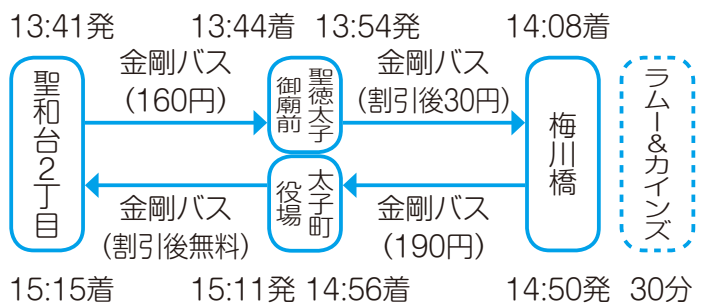 13:41発
13:44着
13:54発
14:08着
聖和台2丁目
金剛バス
(160円)
聖徳太子
御廟前
金剛バス
(割引後30円)
梅川橋
ラムー&カインズ
金剛バス
(割引後無料)
太子町
役場
金剛バス
(190円)
15:15着
15:11発
14:56着
14:50発
30分